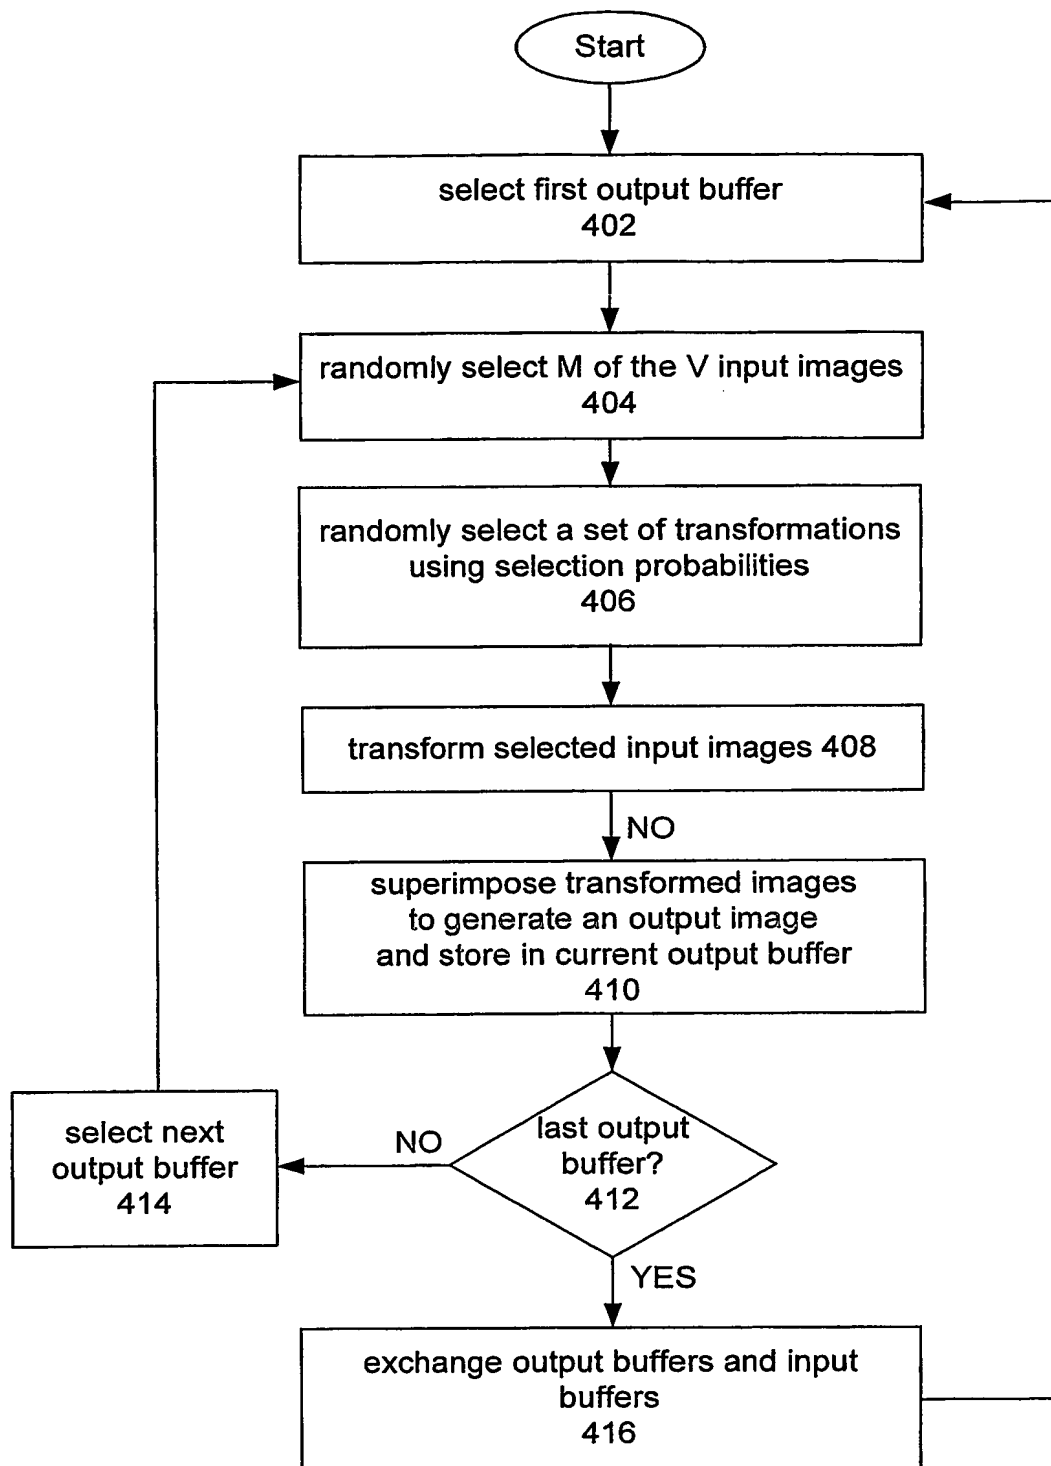 Start
select first output buffer
402
randomly select M of the V input images
404
randomly select a set of transformations
using selection probabilities
406
transform selected input images 408
NO
superimpose transformed images
to generate an output image
and store in current output buffer
410
last output
buffer?
412
NO
select next
output buffer
414
YES
exchange output buffers and input
buffers
416